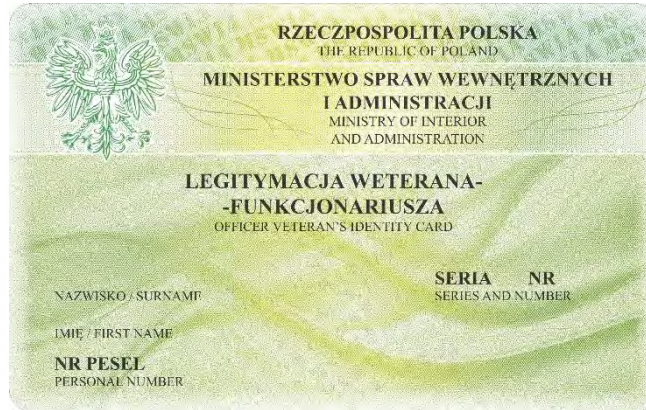 RZECZPOSPOLITA POLSKA
THE REPUBLIC OF POLAND
MINISTERSTWO SPRAW WEWNĘTRZNYCH
I ADMINISTRACJI
MINISTRY OF INTERIOR
AND ADMINISTRATION
LEGITYMACJA WETERANA-
-FUNKCJONARIUSZA
OFFICER VETERAN'S IDENTITY CARD
SERIA NR
SERIES AND NUMBER
NAZWISKO / SURNAME
IMIĘ / FIRST NAME
NR PESEL
PERSONAL NUMBER